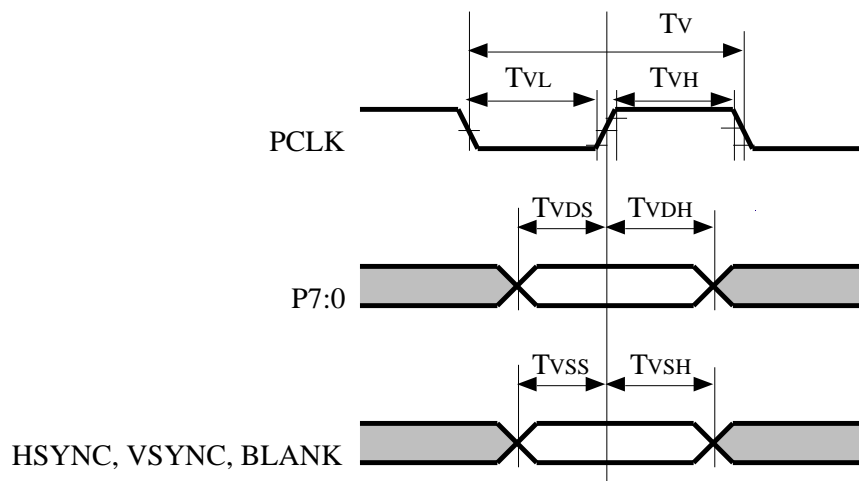 TV
TVL TVH
PCLK
TVDS TVDH
P7:0
TVSS TVSH
HSYNC, VSYNC, BLANK